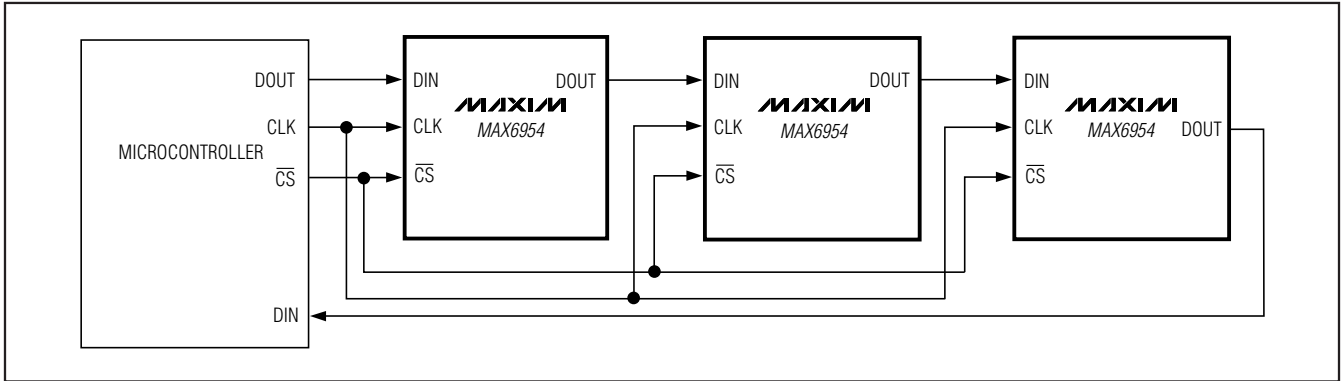 DOUT
CLK
MICROCONTROLLER
CS
DIN
DIN
DOUT
MAXIM
MAX6954
CLK
CS
DIN
DOUT
MAXIM
MAX6954
CLK
CS
DIN
MAXIM
MAX6954
CLK
DOUT
CS